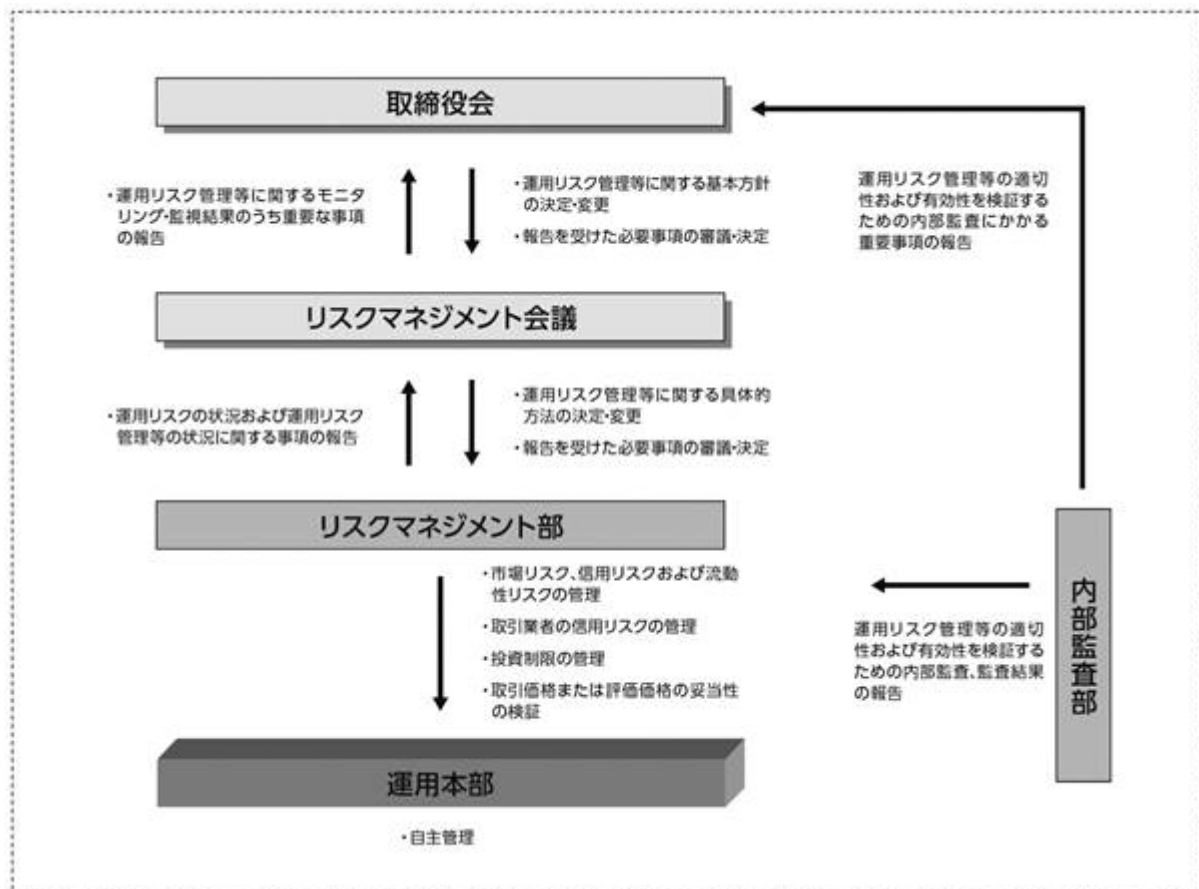 取締役会
・運用リスク管理等に関するモニタ
リング・監視結果のうち重要な事項
の報告
・運用リスク管理等に関する基本方針
の決定・変更
・報告を受けた必要事項の審議・決定
運用リスク管理等の適切
性および有効性を検証する
ための内部監査にかかる
重要事項の報告
リスクマネジメント会議
・運用リスクの状況および運用リスク
管理等の状況に関する事項の報告
・運用リスク管理等に関する具体的
方法の決定・変更
・報告を受けた必要事項の審議・決定
リスクマネジメント部
・市場リスク、信用リスクおよび流動
性リスクの管理
・取引業者の信用リスクの管理
・投資制限の管理
・取引価格または評価価格の妥当性
の検証
運用リスク管理等の適切
性および有効性を検証する
ための内部監査、監査結果
の報告
内部監査部
運用本部
・自主管理